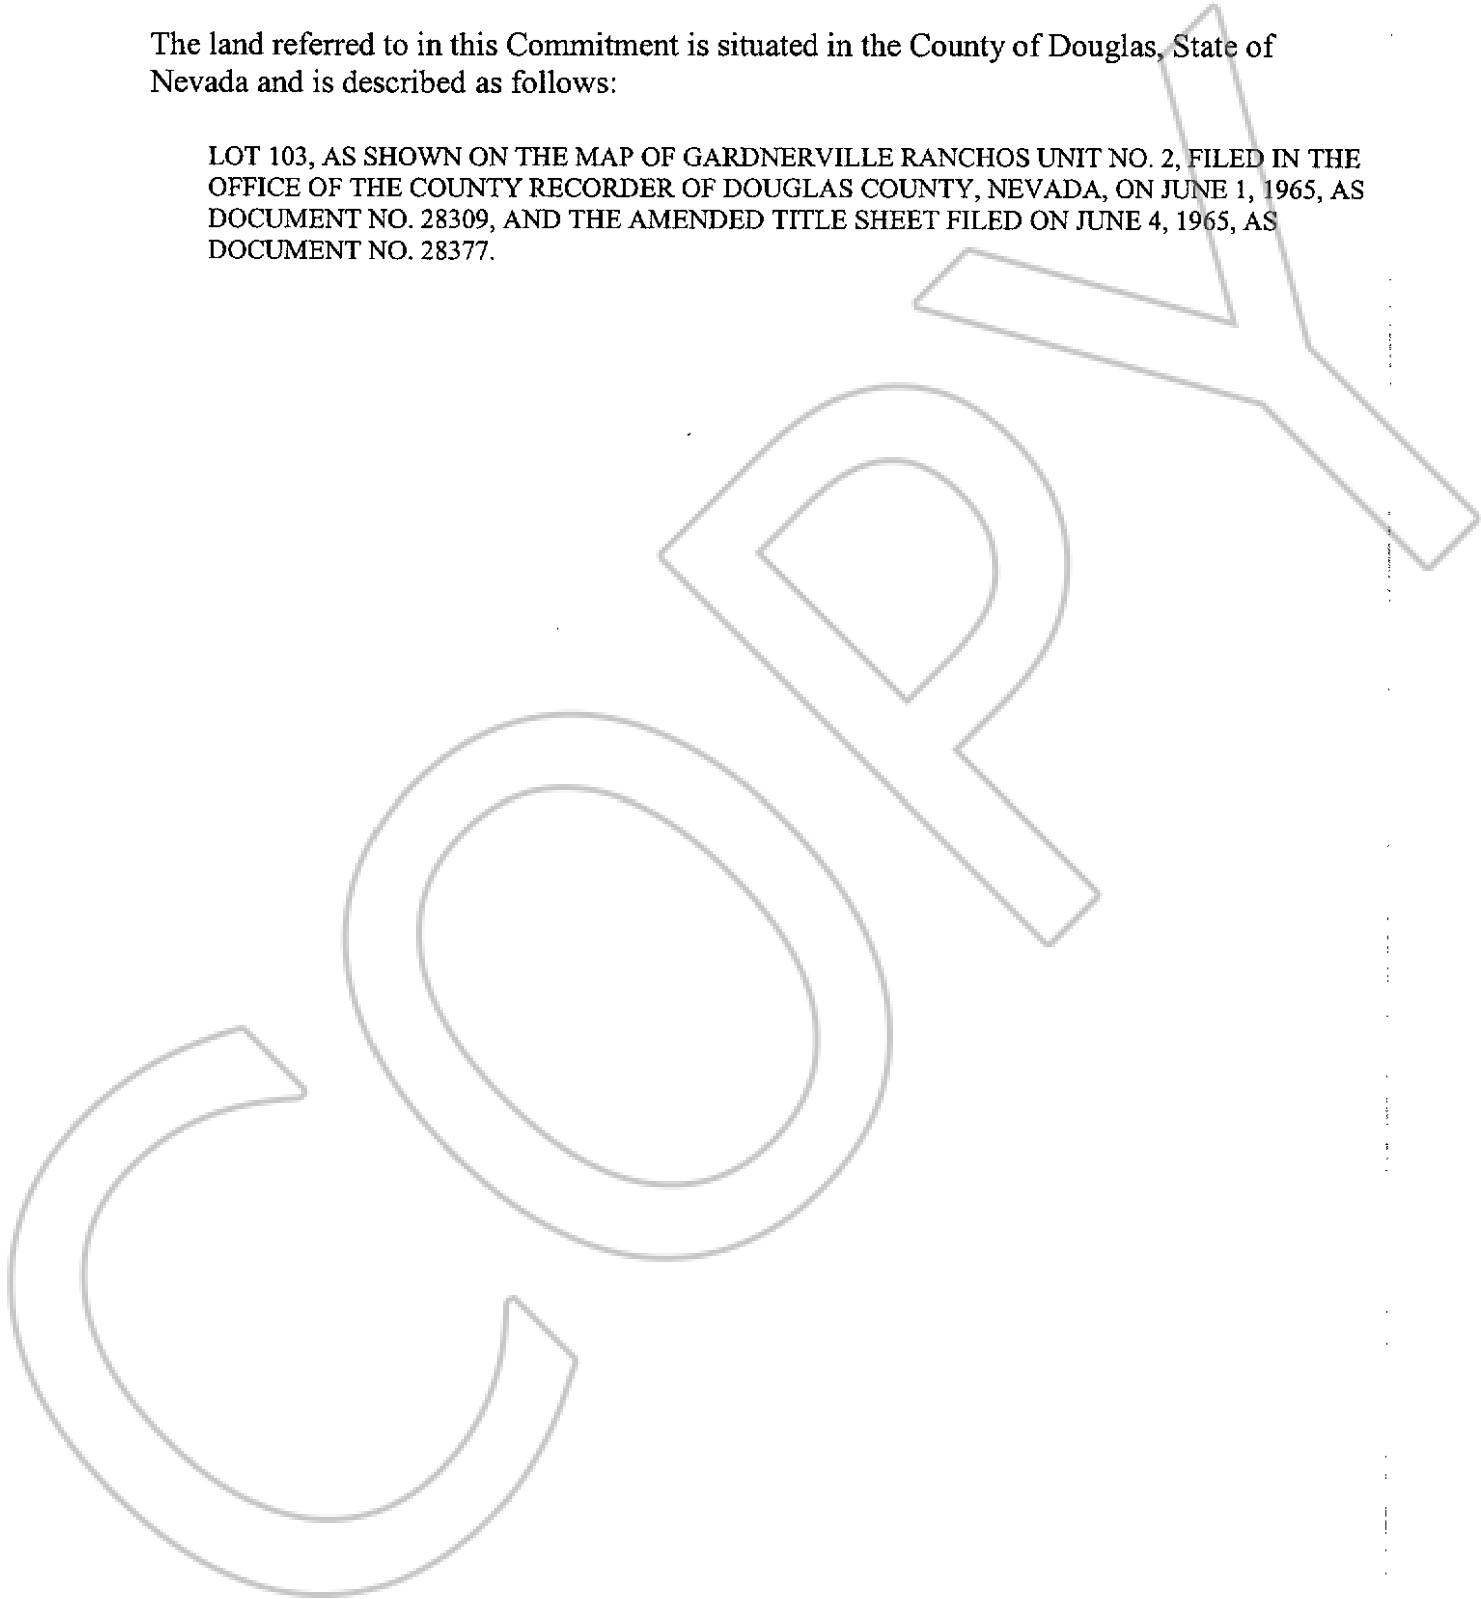 The land referred to in this Commitment is situated in the County of Douglas, State of
Nevada and is described as follows:
LOT 103, AS SHOWN ON THE MAP OF GARDNERVILLE RANCHOS UNIT NO. 2, FILED IN THE
OFFICE OF THE COUNTY RECORDER OF DOUGLAS COUNTY, NEVADA, ON JUNE 1, 1965, AS
DOCUMENT NO. 28309, AND THE AMENDED TITLE SHEET FILED ON JUNE 4, 1965, AS
DOCUMENT NO. 28377.
COPY